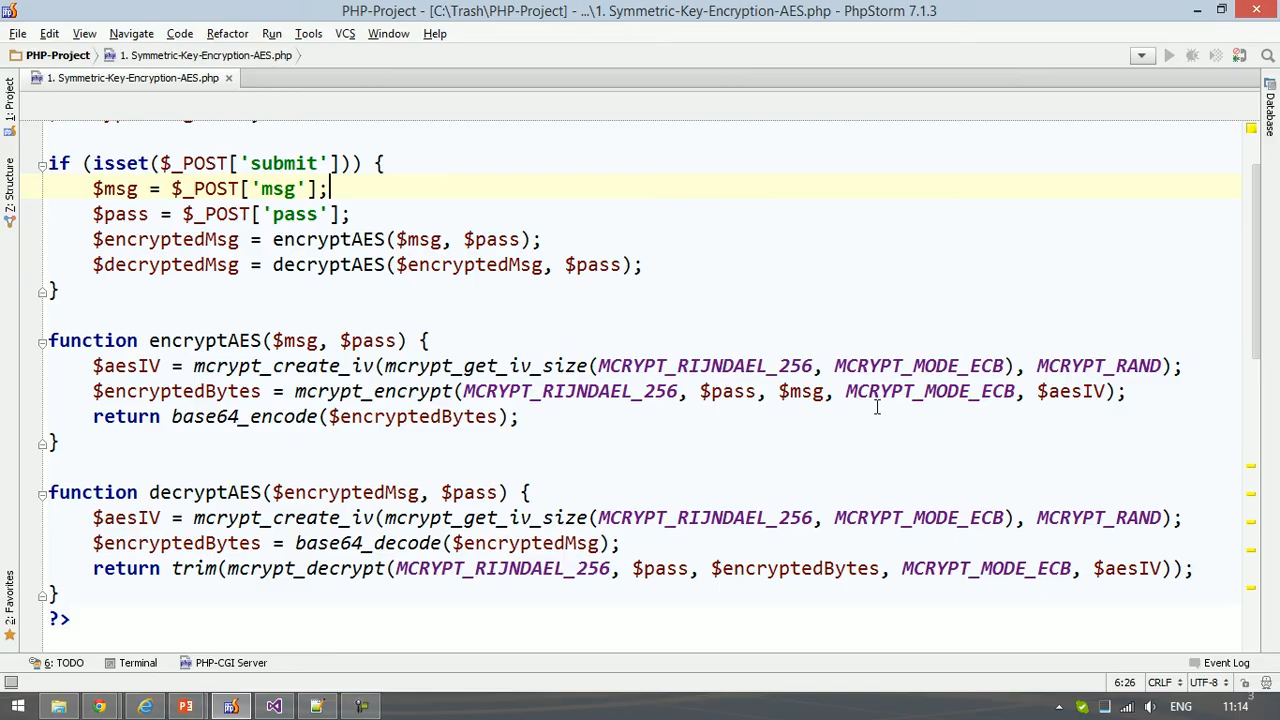 PHP-Project - [C:\Trash\PHP-Project] - ...\1. Symmetric-Key-Encryption-AES.php - PhpStorm 7.1.3
File Edit View Navigate Code Refactor Run Tools VCS Window Help
PHP-Project 1. Symmetric-Key-Encryption-AES.php
1. Symmetric-Key-Encryption-AES.php
1: Project
7: Structure
2: Favorites
Database
if (isset($_POST['submit'])) {
$msg = $_POST['msg'];
$pass = $_POST['pass'];
$encryptedMsg = encryptAES($msg, $pass);
$decryptedMsg = decryptAES($encryptedMsg, $pass);
}
function encryptAES($msg, $pass) {
$aesIV = mcrypt_create_iv(mcrypt_get_iv_size(MCRYPT_RIJNDAEL_256, MCRYPT_MODE_ECB), MCRYPT_RAND);
$encryptedBytes = mcrypt_encrypt(MCRYPT_RIJNDAEL_256, $pass, $msg, MCRYPT_MODE_ECB, $aesIV);
return base64_encode($encryptedBytes);
}
function decryptAES($encryptedMsg, $pass) {
$aesIV = mcrypt_create_iv(mcrypt_get_iv_size(MCRYPT_RIJNDAEL_256, MCRYPT_MODE_ECB), MCRYPT_RAND);
$encryptedBytes = base64_decode($encryptedMsg);
return trim(mcrypt_decrypt(MCRYPT_RIJNDAEL_256, $pass, $encryptedBytes, MCRYPT_MODE_ECB, $aesIV));
}
?>
6: TODO Terminal PHP-CGI Server Event Log
6:26 CRLF UTF-8
3
ENG 11:14